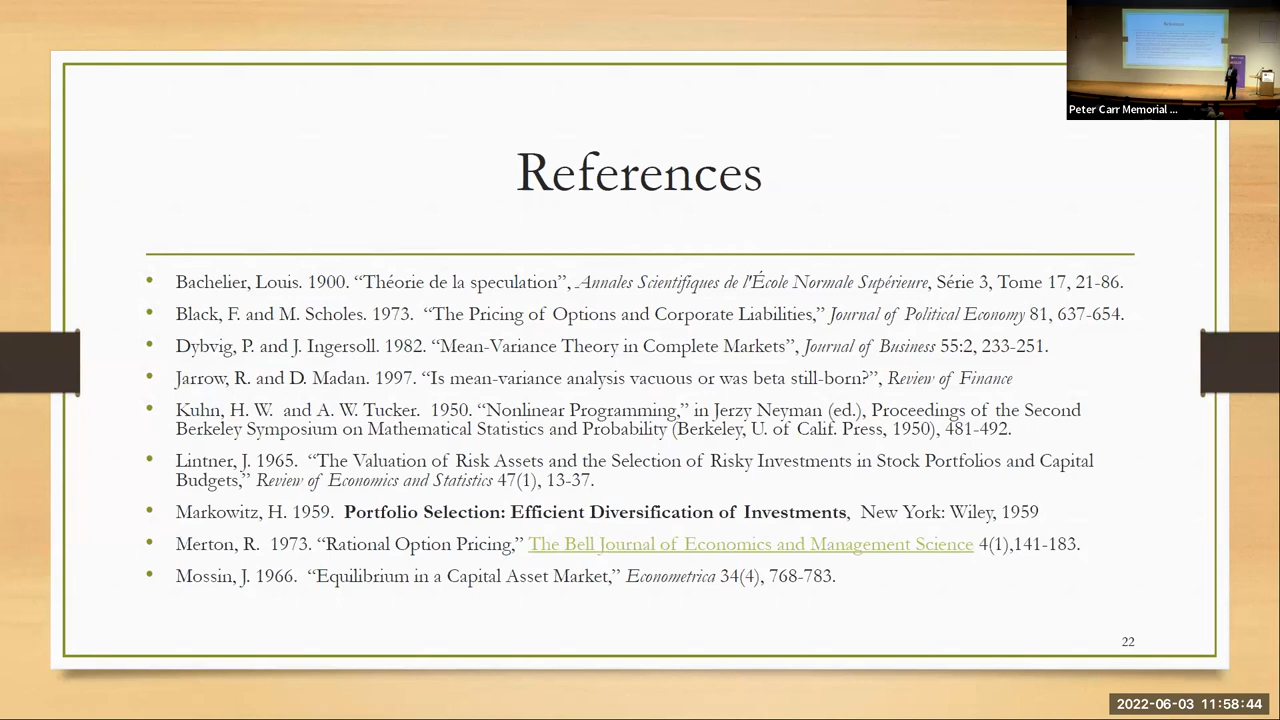 Peter Carr Memorial ...
References
• Bachelier, Louis. 1900. “Théorie de la speculation”, Annales Scientifiques de l'École Normale Supérieure, Série 3, Tome 17, 21-86.
• Black, F. and M. Scholes. 1973. “The Pricing of Options and Corporate Liabilities,” Journal of Political Economy 81, 637-654.
• Dybvig, P. and J. Ingersoll. 1982. “Mean-Variance Theory in Complete Markets”, Journal of Business 55:2, 233-251.
• Jarrow, R. and D. Madan. 1997. “Is mean-variance analysis vacuous or was beta still-born?”, Review of Finance
• Kuhn, H. W. and A. W. Tucker. 1950. “Nonlinear Programming,” in Jerzy Neyman (ed.), Proceedings of the Second
Berkeley Symposium on Mathematical Statistics and Probability (Berkeley, U. of Calif. Press, 1950), 481-492.
• Lintner, J. 1965. “The Valuation of Risk Assets and the Selection of Risky Investments in Stock Portfolios and Capital
Budgets,” Review of Economics and Statistics 47(1), 13-37.
• Markowitz, H. 1959. Portfolio Selection: Efficient Diversification of Investments, New York: Wiley, 1959
• Merton, R. 1973. “Rational Option Pricing,” The Bell Journal of Economics and Management Science 4(1),141-183.
• Mossin, J. 1966. “Equilibrium in a Capital Asset Market,” Econometrica 34(4), 768-783.
22
2022-06-03 11:58:44